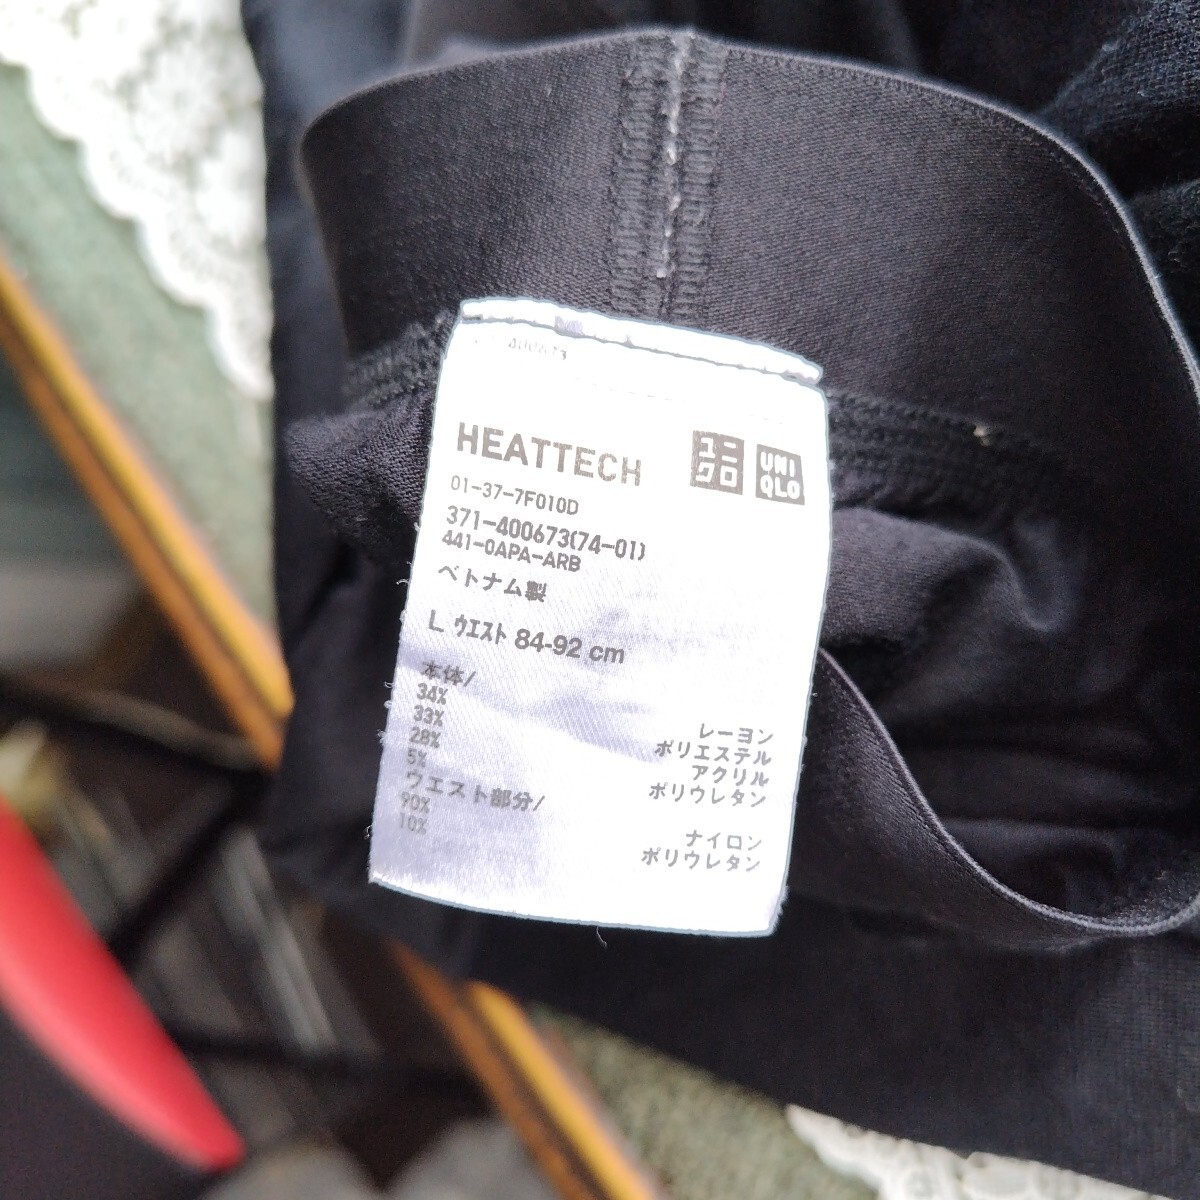 HEATTECH
ユニクロ UNIQLO
01-37-7F010D
371-400673(74-01)
441-0APA-ARB
ベトナム製
L ウエスト 84-92 cm
本体/
34% レーヨン
33% ポリエステル
28% アクリル
5% ポリウレタン
ウエスト部分/
90% ナイロン
10% ポリウレタン